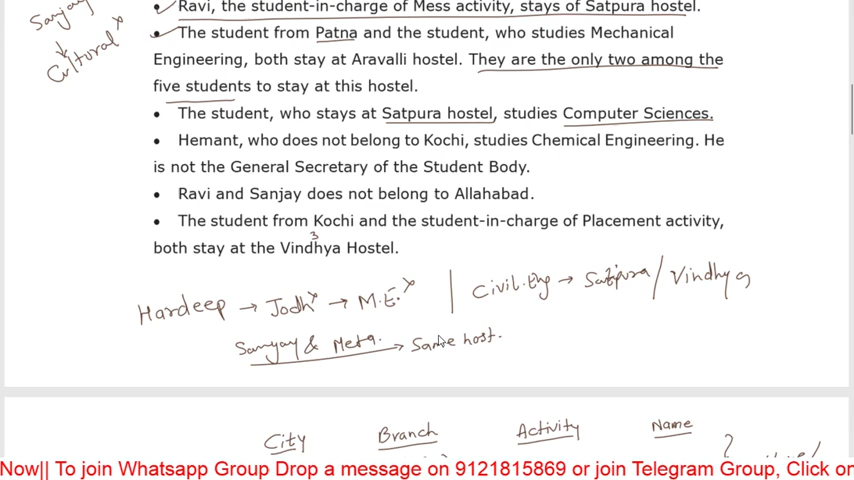 Ravi, the student-in-charge of Mess activity, stays of Satpura hostel.
Sanjay
Cultural x
The student from Patna and the student, who studies Mechanical
Engineering, both stay at Aravalli hostel. They are the only two among the
five students to stay at this hostel.
• The student, who stays at Satpura hostel, studies Computer Sciences.
• Hemant, who does not belong to Kochi, studies Chemical Engineering. He
is not the General Secretary of the Student Body.
• Ravi and Sanjay does not belong to Allahabad.
• The student from Kochi and the student-in-charge of Placement activity,
3
both stay at the Vindhya Hostel.
Hardeep → Jodh x → M.E. x | Civil. Eng → Satpura / Vindhya
Sanjay & Meta. → Same host.
City Branch Activity Name ?
Now|| To join Whatsapp Group Drop a message on 9121815869 or join Telegram Group, Click on